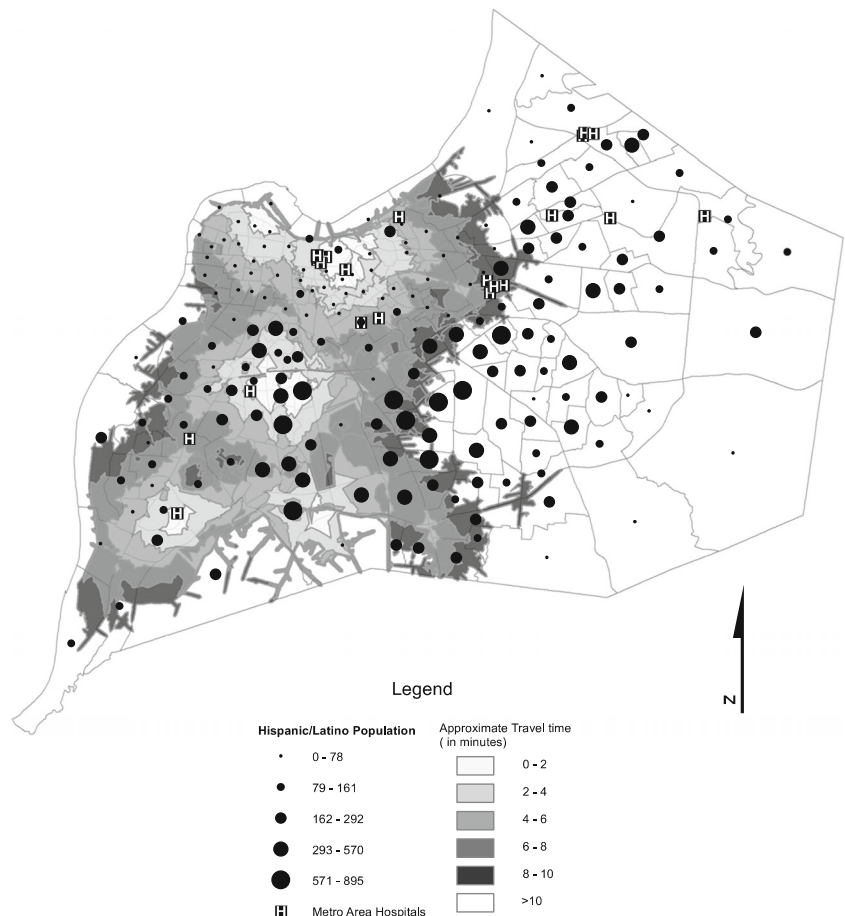 H H
H H H
H
H H
H
H
H H H
H
H H
H
H
H
N
Legend
Hispanic/Latino Population
0 - 78
79 - 161
162 - 292
293 - 570
571 - 895
H Metro Area Hospitals
Approximate Travel time
( in minutes)
0 - 2
2 - 4
4 - 6
6 - 8
8 - 10
>10